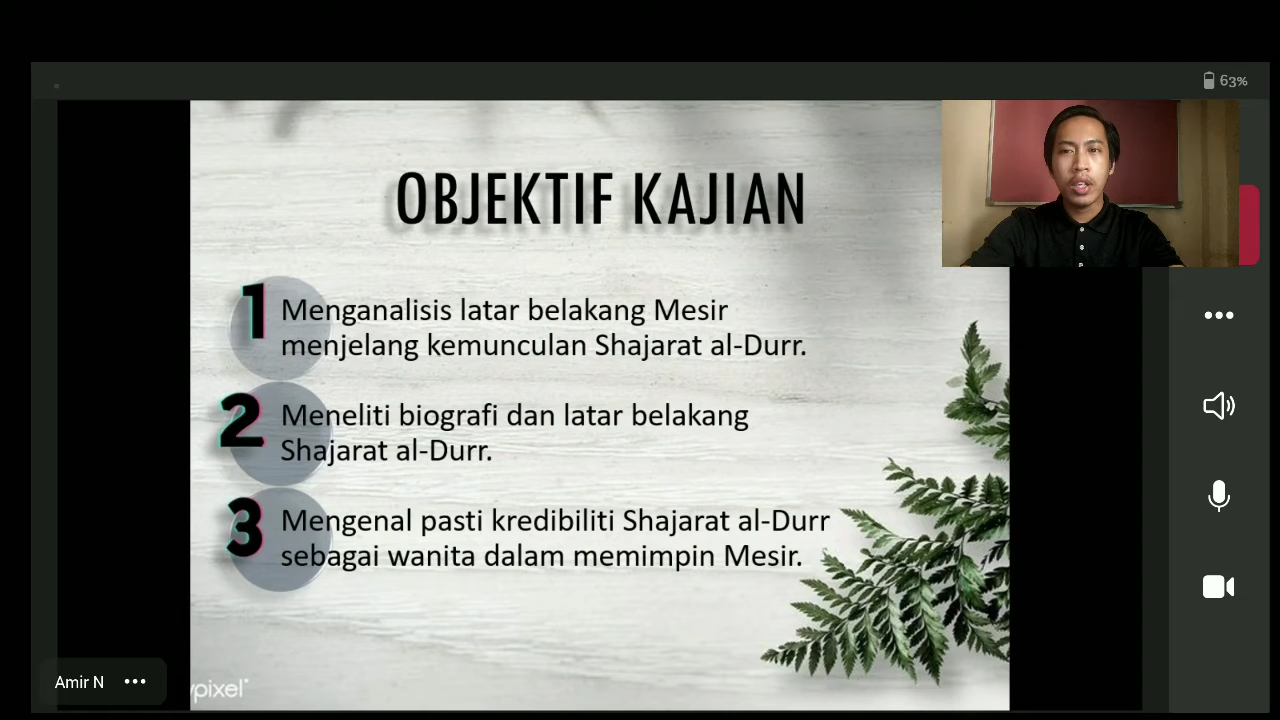 63%
OBJEKTIF KAJIAN
1 Menganalisis latar belakang Mesir
menjelang kemunculan Shajarat al-Durr.
2 Meneliti biografi dan latar belakang
Shajarat al-Durr.
3 Mengenal pasti kredibiliti Shajarat al-Durr
sebagai wanita dalam memimpin Mesir.
Amir N
pixel